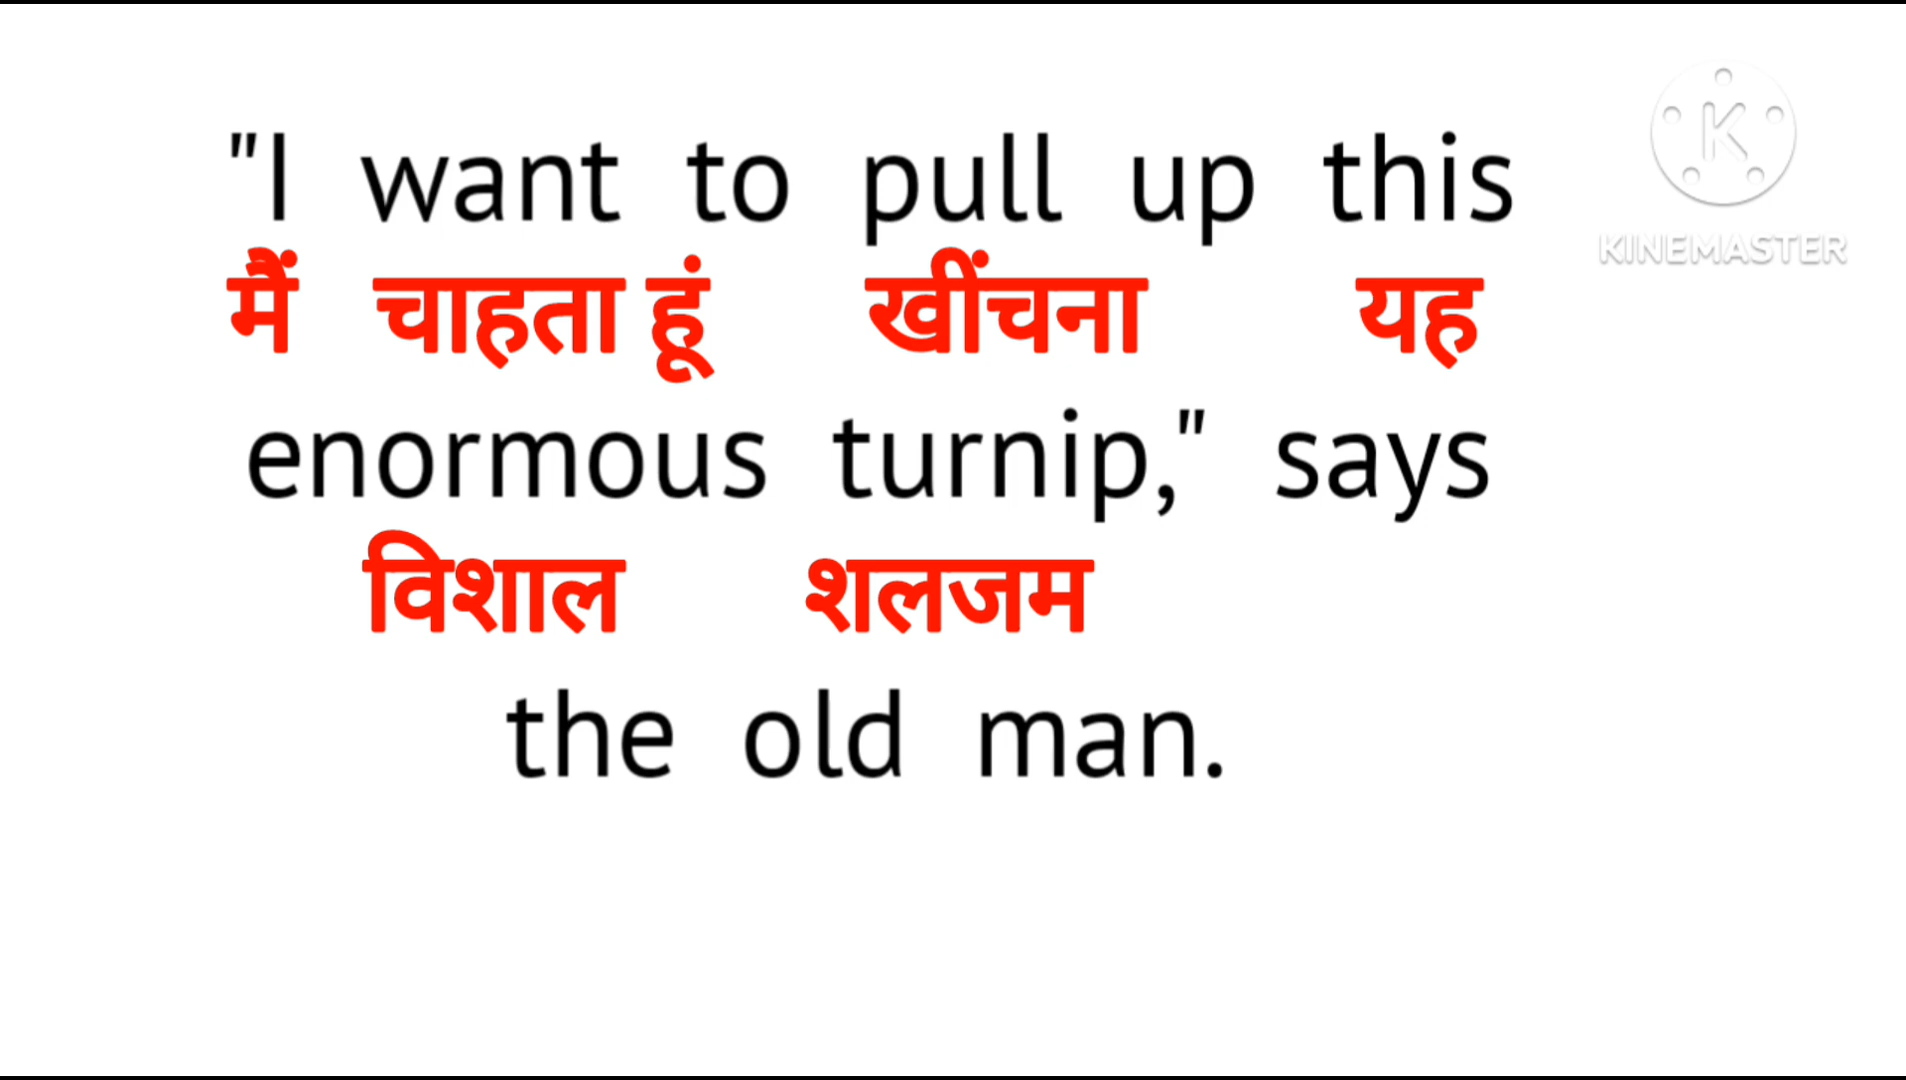 "I want to pull up this
मैं चाहता हूं खींचना यह
enormous turnip," says
विशाल शलजम
the old man.
K
KINEMASTER